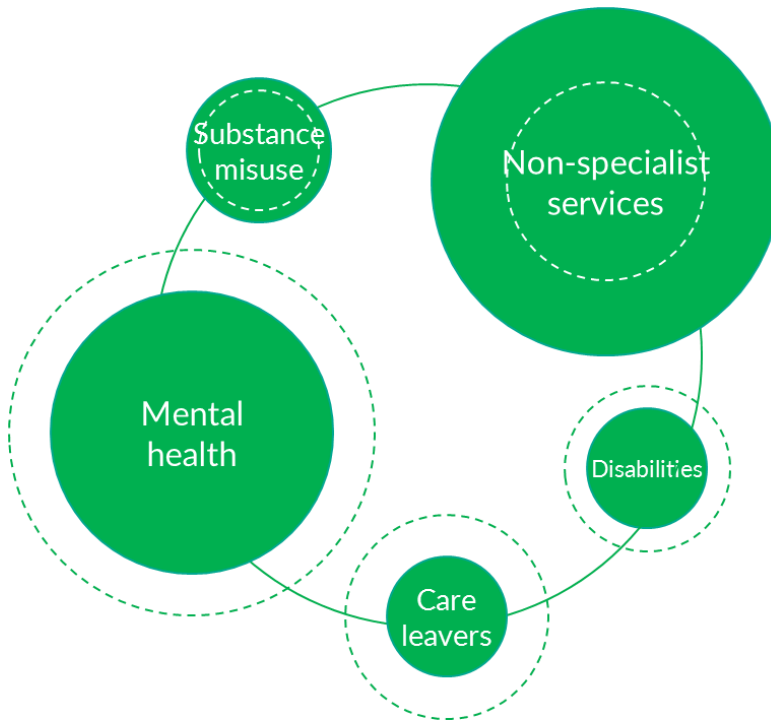 Substance
misuse
Non-specialist
services
Mental
health
Disabilities
Care
leavers